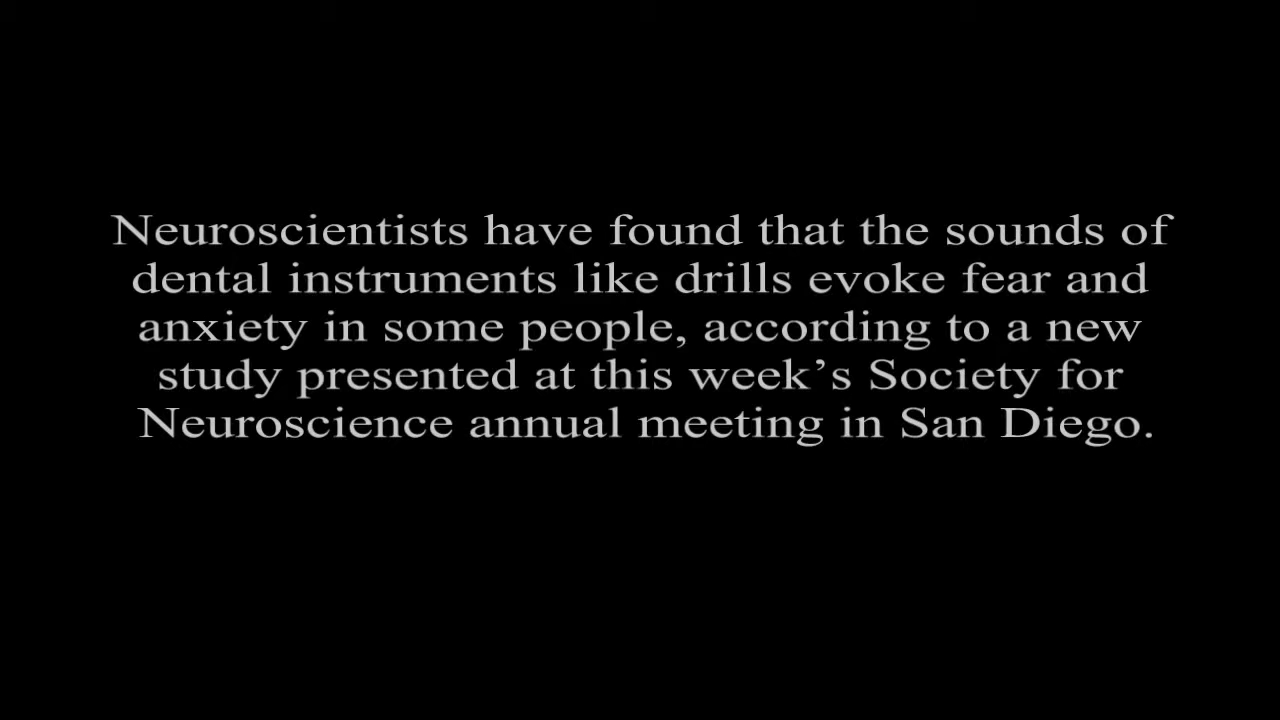 Neuroscientists have found that the sounds of
dental instruments like drills evoke fear and
anxiety in some people, according to a new
study presented at this week’s Society for
Neuroscience annual meeting in San Diego.